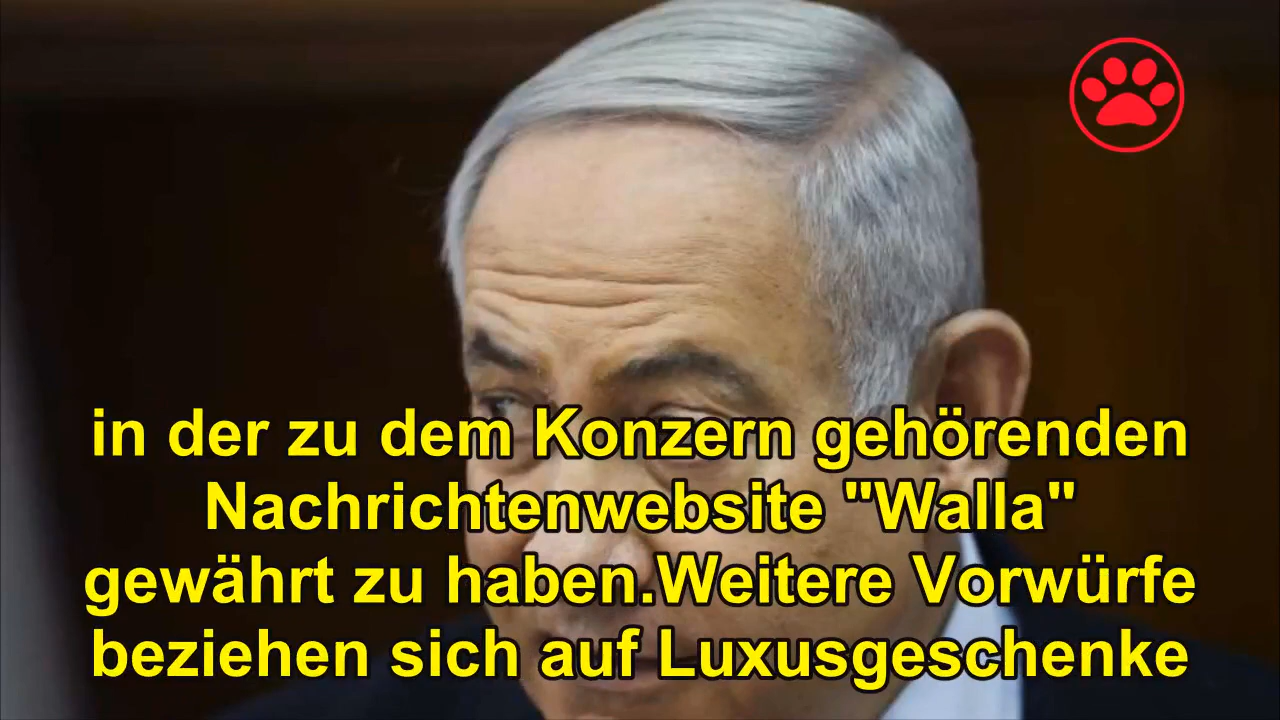 in der zu dem Konzern gehörenden
Nachrichtenwebsite "Walla"
gewährt zu haben.Weitere Vorwürfe
beziehen sich auf Luxusgeschenke